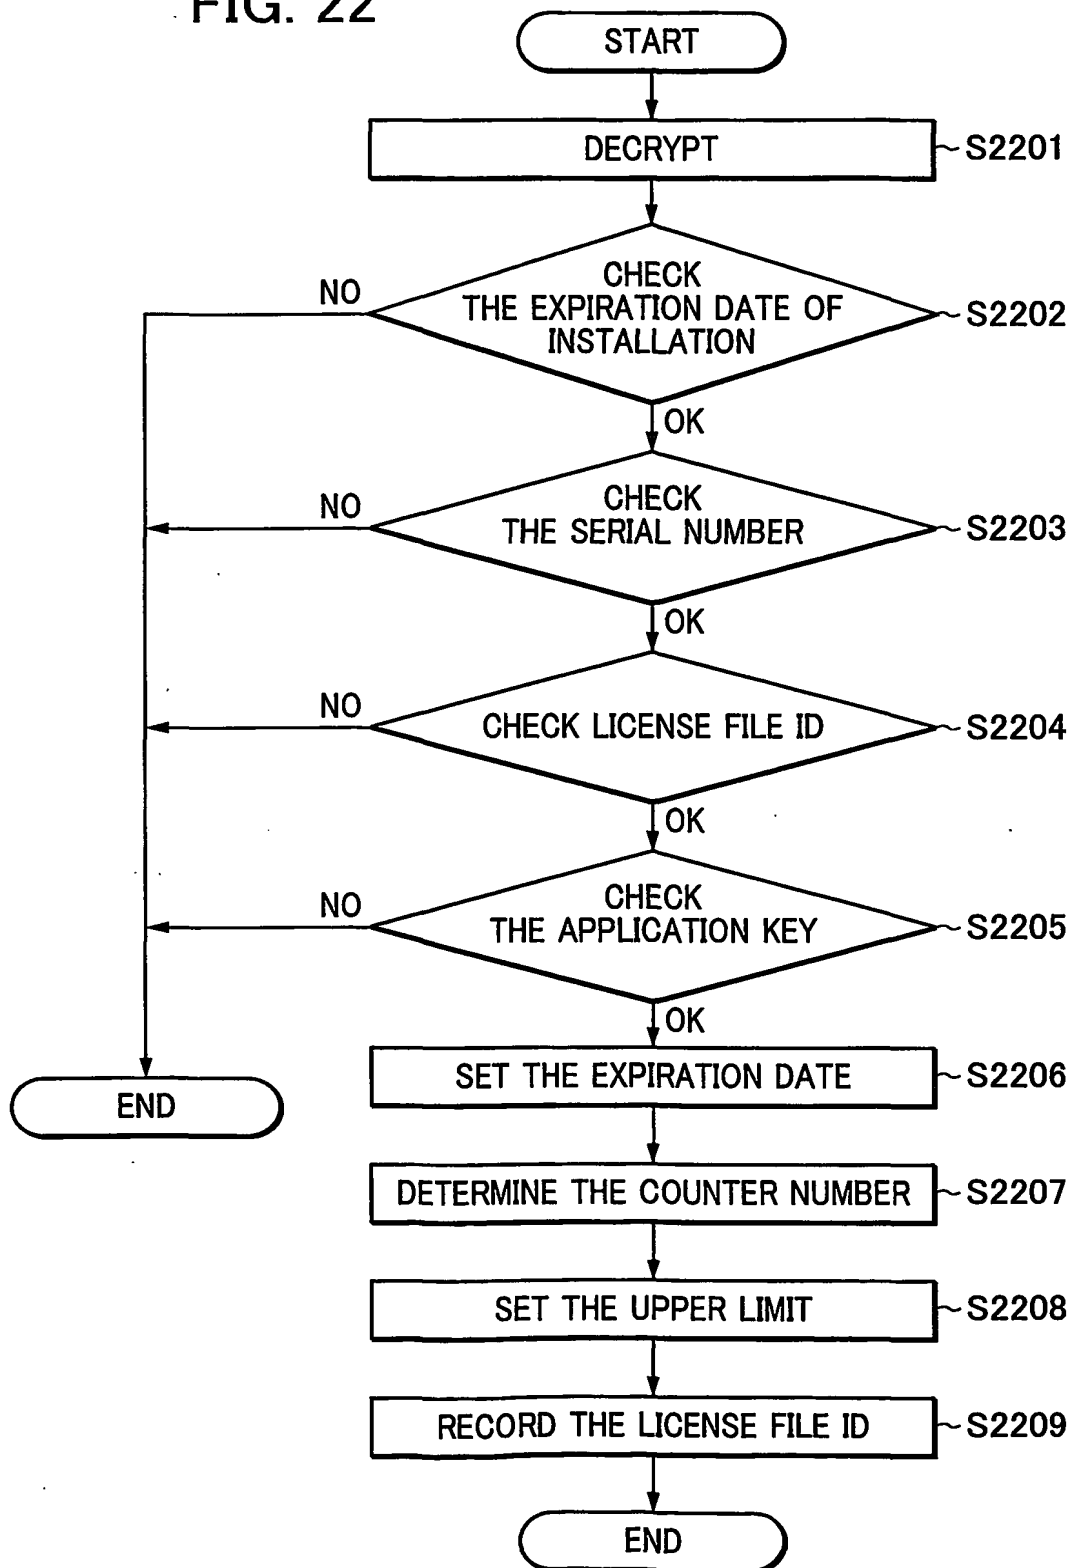 FIG. 22
START
DECRYPT
S2201
CHECK
THE EXPIRATION DATE OF
INSTALLATION
NO
S2202
OK
CHECK
THE SERIAL NUMBER
NO
S2203
OK
CHECK LICENSE FILE ID
NO
S2204
OK
CHECK
THE APPLICATION KEY
NO
S2205
OK
SET THE EXPIRATION DATE
S2206
END
DETERMINE THE COUNTER NUMBER
S2207
SET THE UPPER LIMIT
S2208
RECORD THE LICENSE FILE ID
S2209
END